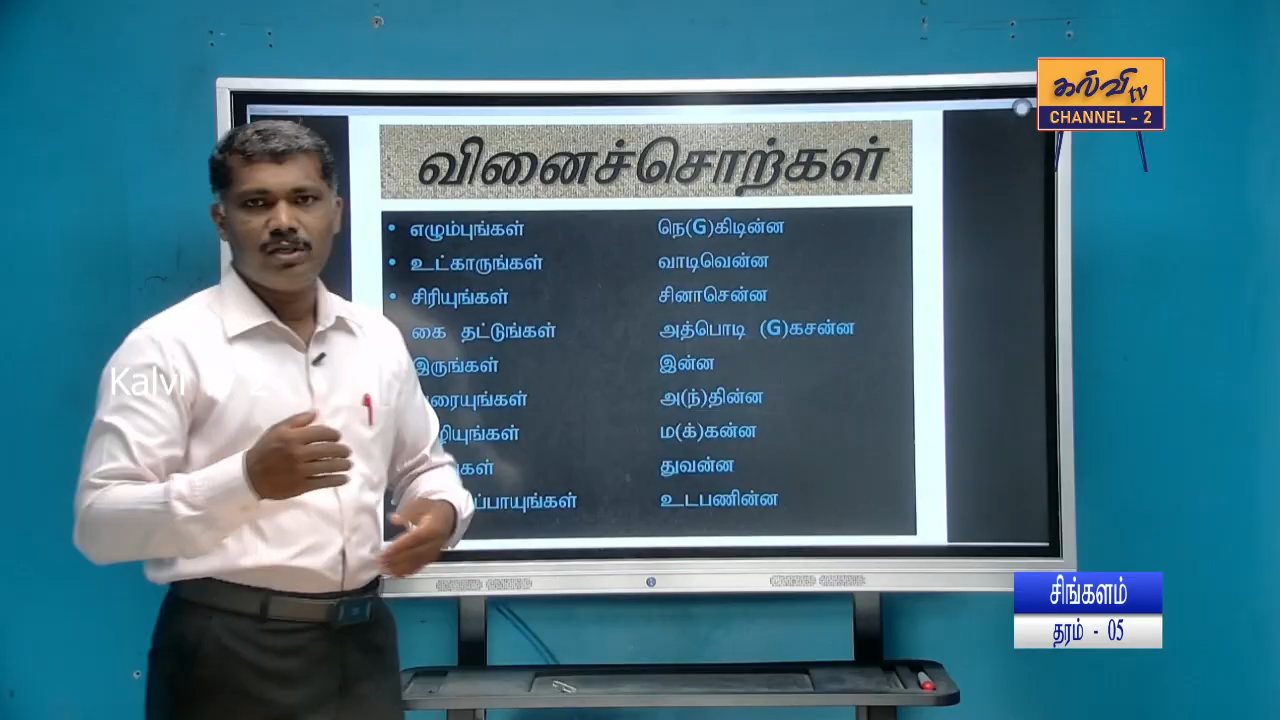 கல்வி tv
CHANNEL - 2
வினைச்சொற்கள்
• எழும்புங்கள் நெ(G)கிடின்ன
• உட்காருங்கள் வாடிவென்ன
• சிரியுங்கள் சினாசென்ன
கை தட்டுங்கள் அத்பொடி (G)கசன்ன
இருங்கள் இன்ன
அ(ந்)தின்ன
ம(க்)கன்ன
துவன்ன
உடபணின்ன
Kalvi
சிங்களம்
தரம் - 05